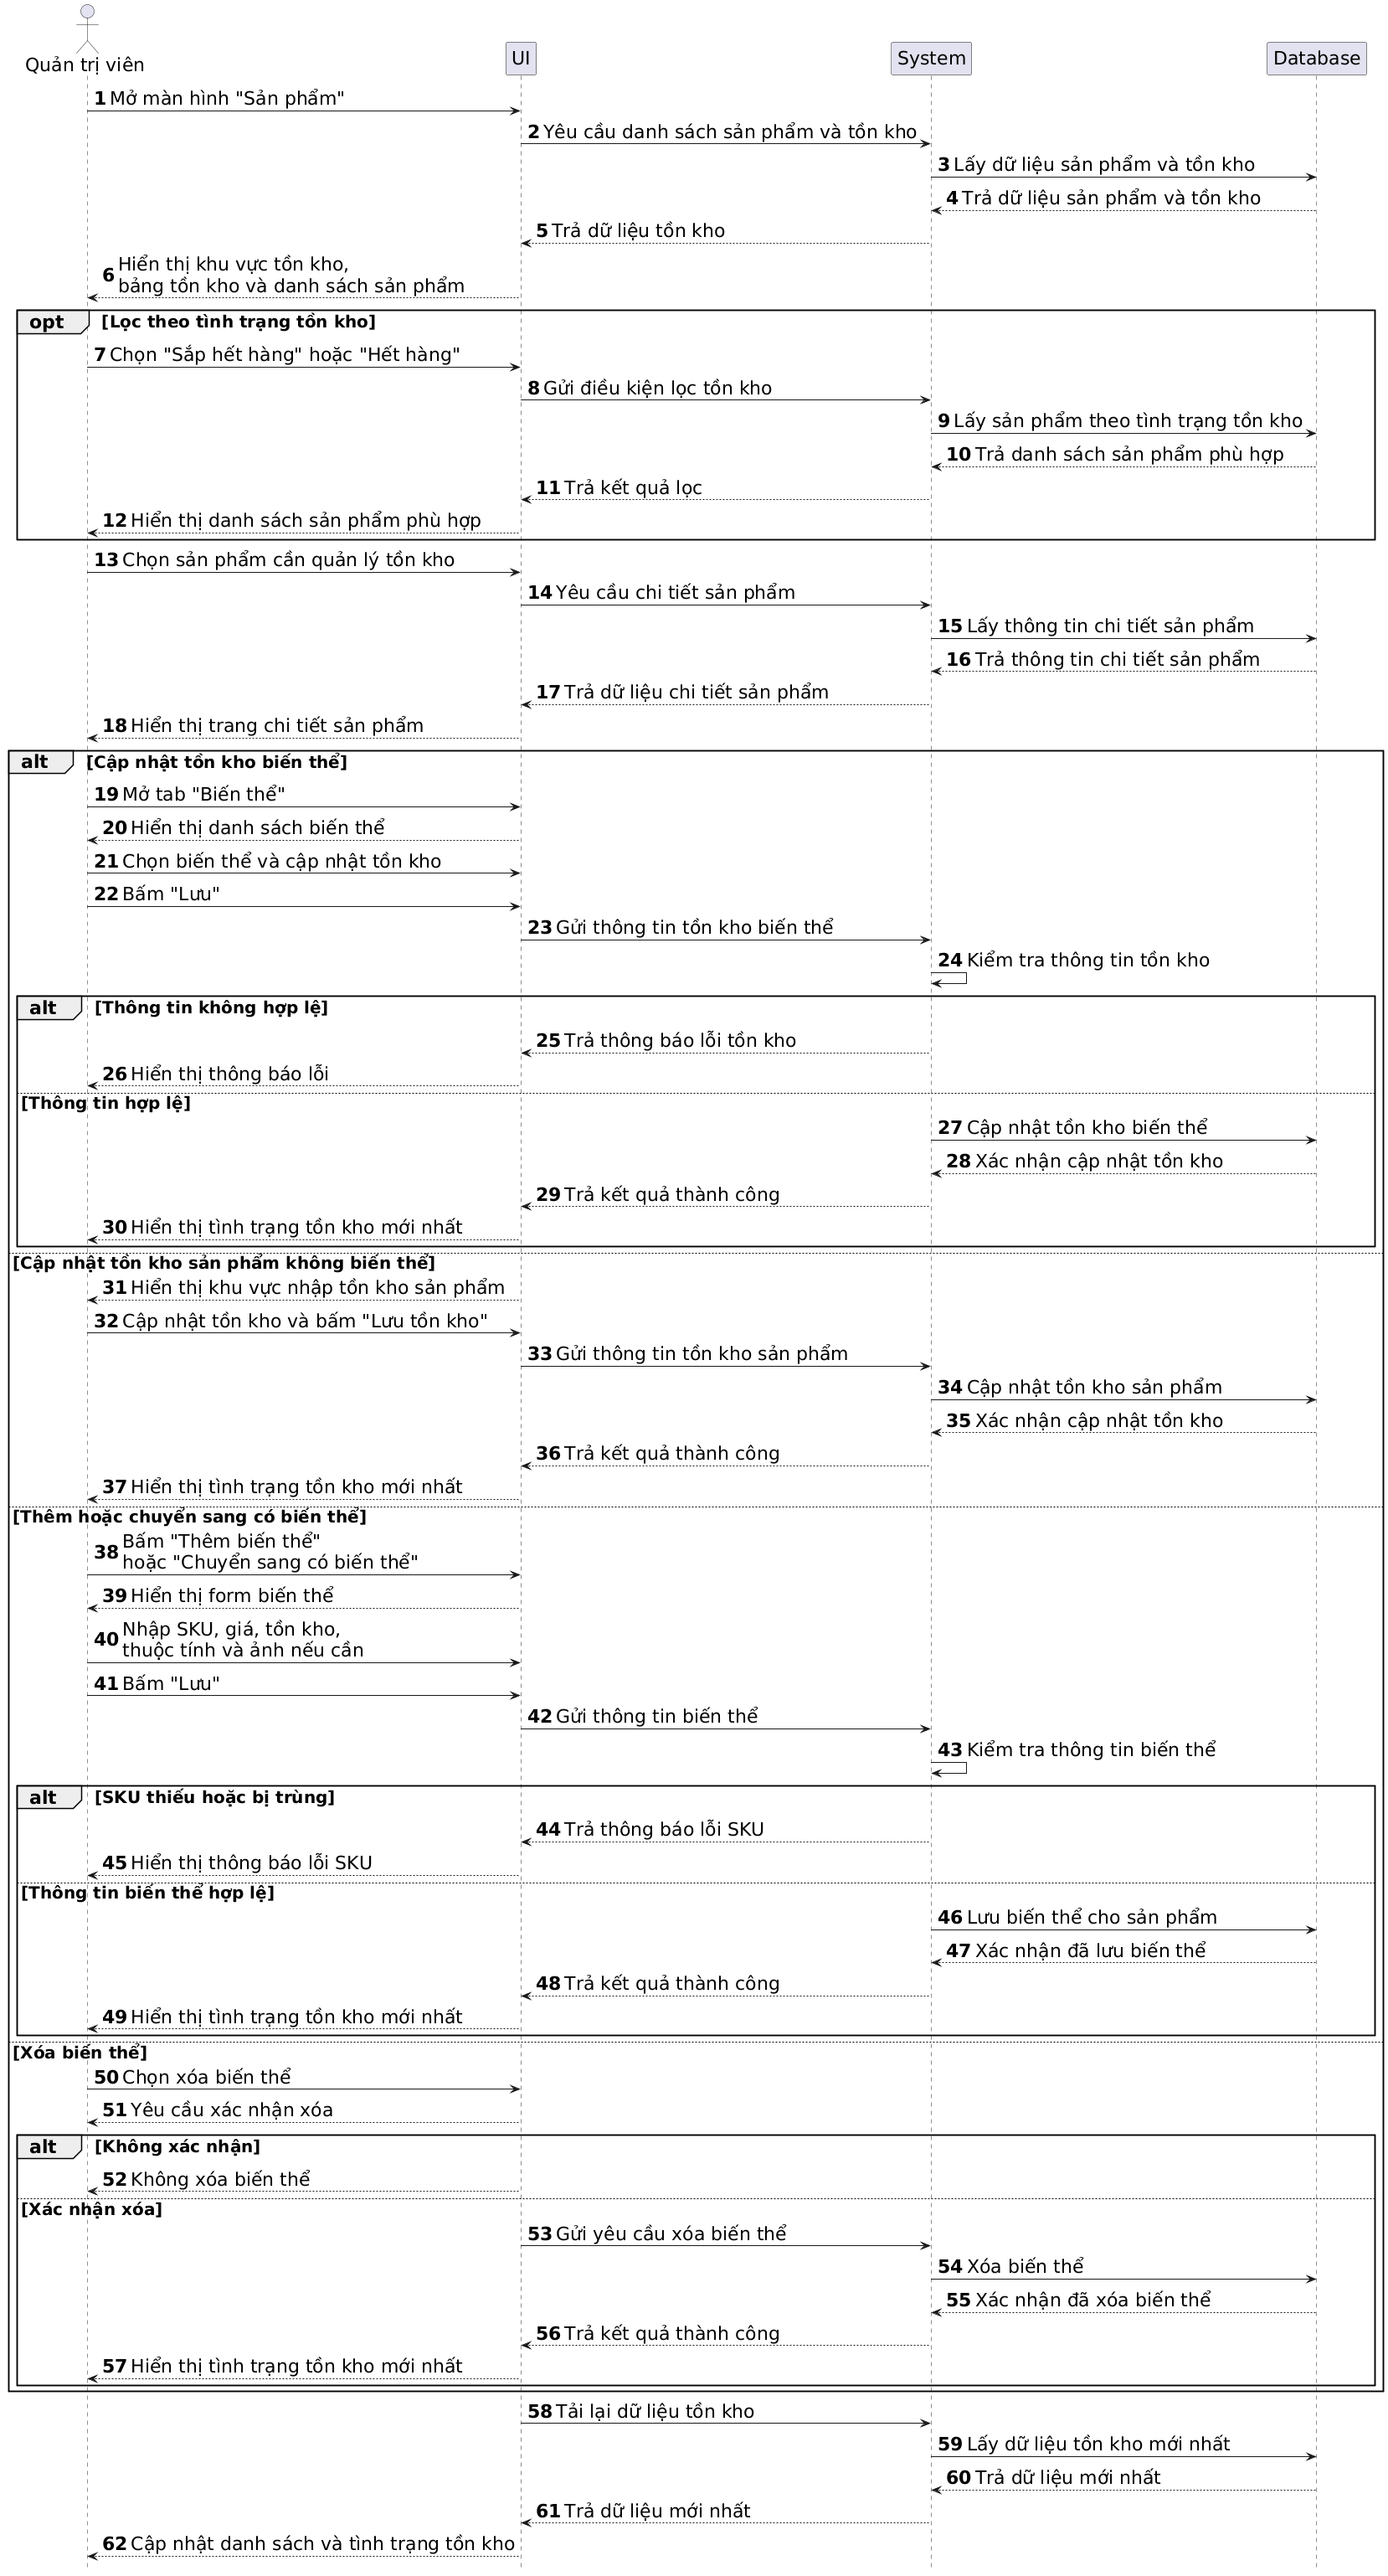 Quản trị viên
UI
System
Database
1 Mở màn hình "Sản phẩm"
2 Yêu cầu danh sách sản phẩm và tồn kho
3 Lấy dữ liệu sản phẩm và tồn kho
4 Trả dữ liệu sản phẩm và tồn kho
5 Trả dữ liệu tồn kho
6 Hiển thị khu vực tồn kho,
bảng tồn kho và danh sách sản phẩm
opt [Lọc theo tình trạng tồn kho]
7 Chọn "Sắp hết hàng" hoặc "Hết hàng"
8 Gửi điều kiện lọc tồn kho
9 Lấy sản phẩm theo tình trạng tồn kho
10 Trả danh sách sản phẩm phù hợp
11 Trả kết quả lọc
12 Hiển thị danh sách sản phẩm phù hợp
13 Chọn sản phẩm cần quản lý tồn kho
14 Yêu cầu chi tiết sản phẩm
15 Lấy thông tin chi tiết sản phẩm
16 Trả thông tin chi tiết sản phẩm
17 Trả dữ liệu chi tiết sản phẩm
18 Hiển thị trang chi tiết sản phẩm
alt [Cập nhật tồn kho biến thể]
19 Mở tab "Biến thể"
20 Hiển thị danh sách biến thể
21 Chọn biến thể và cập nhật tồn kho
22 Bấm "Lưu"
23 Gửi thông tin tồn kho biến thể
24 Kiểm tra thông tin tồn kho
alt [Thông tin không hợp lệ]
25 Trả thông báo lỗi tồn kho
26 Hiển thị thông báo lỗi
[Thông tin hợp lệ]
27 Cập nhật tồn kho biến thể
28 Xác nhận cập nhật tồn kho
29 Trả kết quả thành công
30 Hiển thị tình trạng tồn kho mới nhất
[Cập nhật tồn kho sản phẩm không biến thể]
31 Hiển thị khu vực nhập tồn kho sản phẩm
32 Cập nhật tồn kho và bấm "Lưu tồn kho"
33 Gửi thông tin tồn kho sản phẩm
34 Cập nhật tồn kho sản phẩm
35 Xác nhận cập nhật tồn kho
36 Trả kết quả thành công
37 Hiển thị tình trạng tồn kho mới nhất
[Thêm hoặc chuyển sang có biến thể]
38 Bấm "Thêm biến thể"
hoặc "Chuyển sang có biến thể"
39 Hiển thị form biến thể
40 Nhập SKU, giá, tồn kho,
thuộc tính và ảnh nếu cần
41 Bấm "Lưu"
42 Gửi thông tin biến thể
43 Kiểm tra thông tin biến thể
alt [SKU thiếu hoặc bị trùng]
44 Trả thông báo lỗi SKU
45 Hiển thị thông báo lỗi SKU
[Thông tin biến thể hợp lệ]
46 Lưu biến thể cho sản phẩm
47 Xác nhận đã lưu biến thể
48 Trả kết quả thành công
49 Hiển thị tình trạng tồn kho mới nhất
[Xóa biến thể]
50 Chọn xóa biến thể
51 Yêu cầu xác nhận xóa
alt [Không xác nhận]
52 Không xóa biến thể
[Xác nhận xóa]
53 Gửi yêu cầu xóa biến thể
54 Xóa biến thể
55 Xác nhận đã xóa biến thể
56 Trả kết quả thành công
57 Hiển thị tình trạng tồn kho mới nhất
58 Tải lại dữ liệu tồn kho
59 Lấy dữ liệu tồn kho mới nhất
60 Trả dữ liệu mới nhất
61 Trả dữ liệu mới nhất
62 Cập nhật danh sách và tình trạng tồn kho